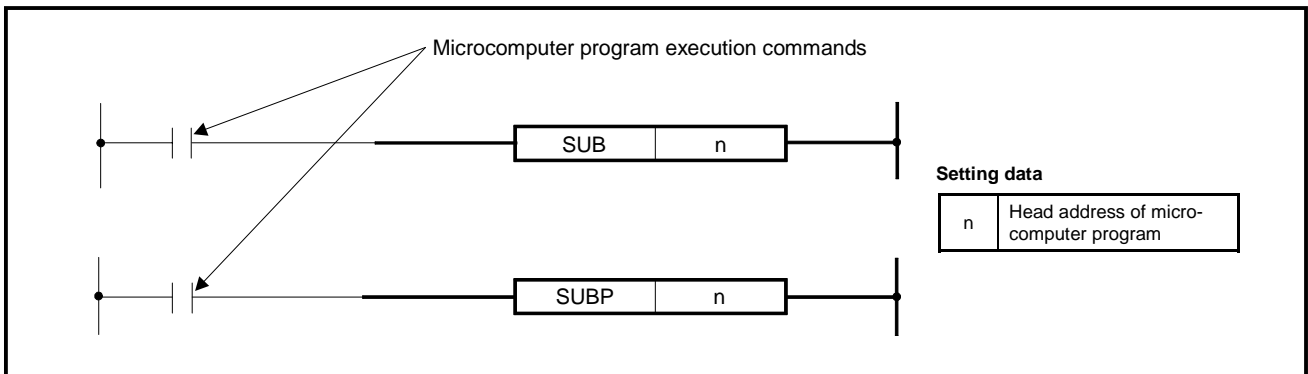 Microcomputer program execution commands
SUB n
Setting data
n Head address of micro-
computer program
SUBP n